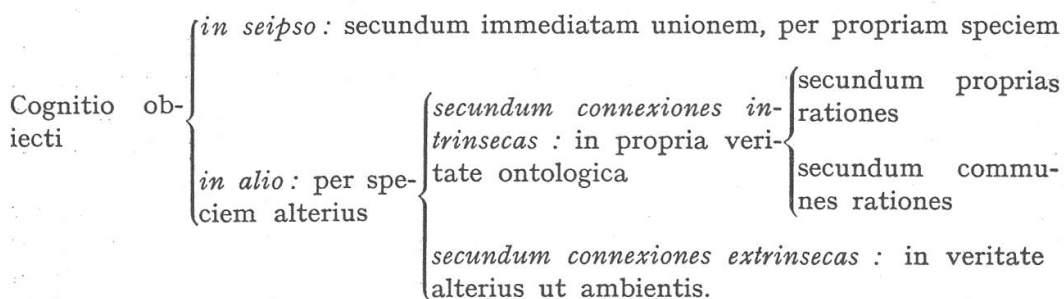 in seipso : secundum immediatam unionem, per propriam speciem
Cognitio ob-
iecti
in alio : per spe-
ciem alterius
secundum connexiones in-
trinsecas : in propria veri-
tate ontologica
secundum proprias
rationes
secundum commu-
nes rationes
secundum connexiones extrinsecas : in veritate
alterius ut ambientis.